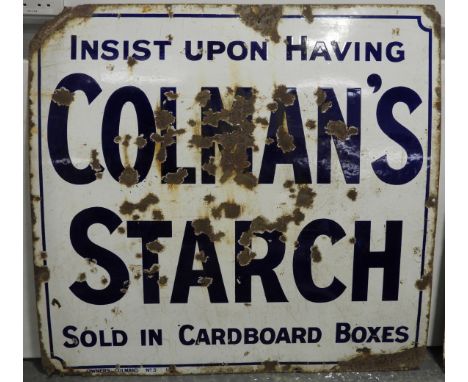 INSIST UPON HAVING
COLMAN'S
STARCH
SOLD IN CARDBOARD BOXES